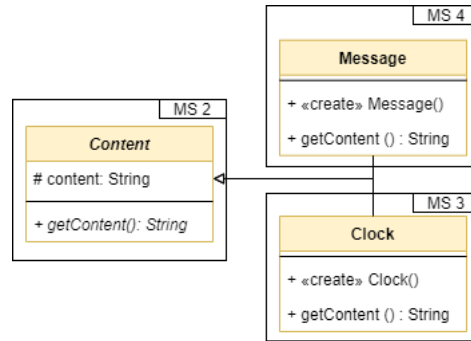 MS 4
Message
+ «create» Message()
+ getContent () : String
MS 2
Content
# content: String
+ getContent(): String
MS 3
Clock
+ «create» Clock()
+ getContent () : String